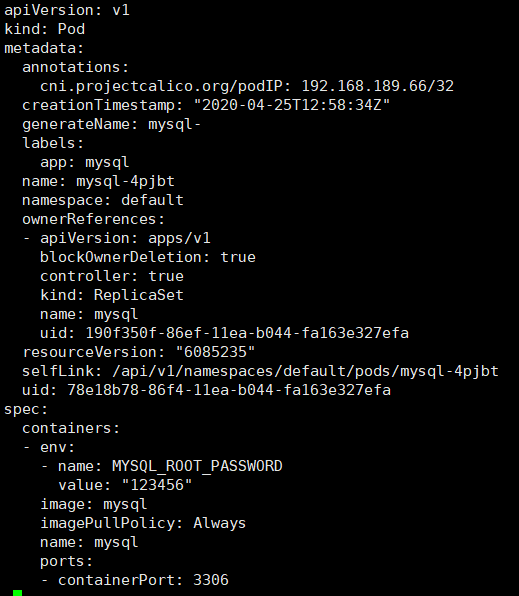 apiVersion: v1
kind: Pod
metadata:
  annotations:
    cni.projectcalico.org/podIP: 192.168.189.66/32
  creationTimestamp: "2020-04-25T12:58:34Z"
  generateName: mysql-
  labels:
    app: mysql
  name: mysql-4pjbt
  namespace: default
  ownerReferences:
  - apiVersion: apps/v1
    blockOwnerDeletion: true
    controller: true
    kind: ReplicaSet
    name: mysql
    uid: 190f350f-86ef-11ea-b044-fa163e327efa
  resourceVersion: "6085235"
  selfLink: /api/v1/namespaces/default/pods/mysql-4pjbt
  uid: 78e18b78-86f4-11ea-b044-fa163e327efa
spec:
  containers:
  - env:
    - name: MYSQL_ROOT_PASSWORD
      value: "123456"
    image: mysql
    imagePullPolicy: Always
    name: mysql
    ports:
    - containerPort: 3306